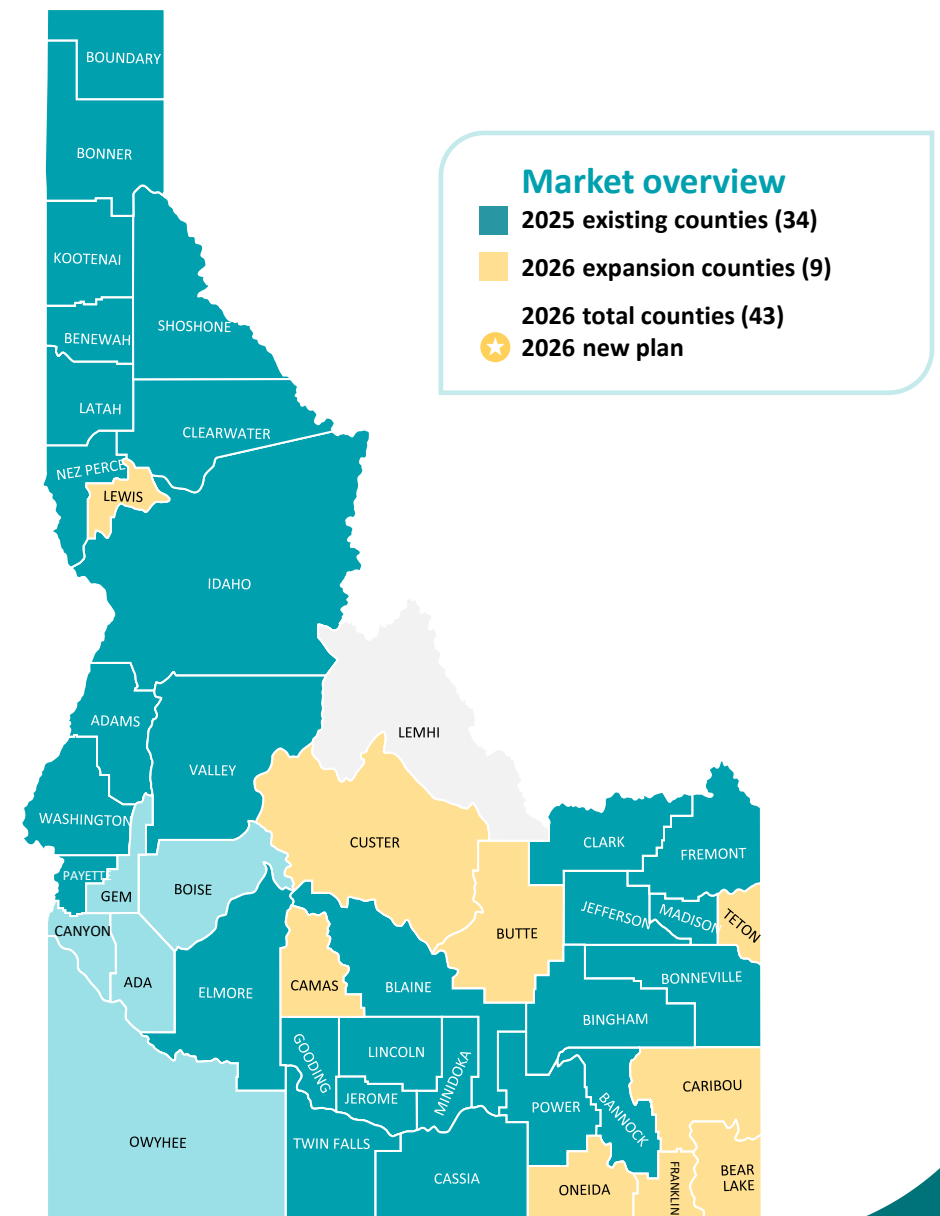 BOUNDARY
BONNER
Market overview
2025 existing counties (34)
2026 expansion counties (9)
2026 total counties (43)
2026 new plan
KOOTENAI
SHOSHONE
BENEWAH
LATAH
CLEARWATER
NEZ PERCE
LEWIS
IDAHO
LEMHI
ADAMS
VALLEY
WASHINGTON
CUSTER
CLARK
FREMONT
PAYETTE
GEM
BOISE
JEFFERSON
MADISON
TETON
CANYON
BUTTE
ADA
CAMAS
BLAINE
ELMORE
BONNEVILLE
BINGHAM
GOODING
LINCOLN
MINIDOKA
JEROME
CARIBOU
POWER
BANNOCK
OWYHEE
TWIN FALLS
CASSIA
ONEIDA
FRANKLIN
BEAR
LAKE